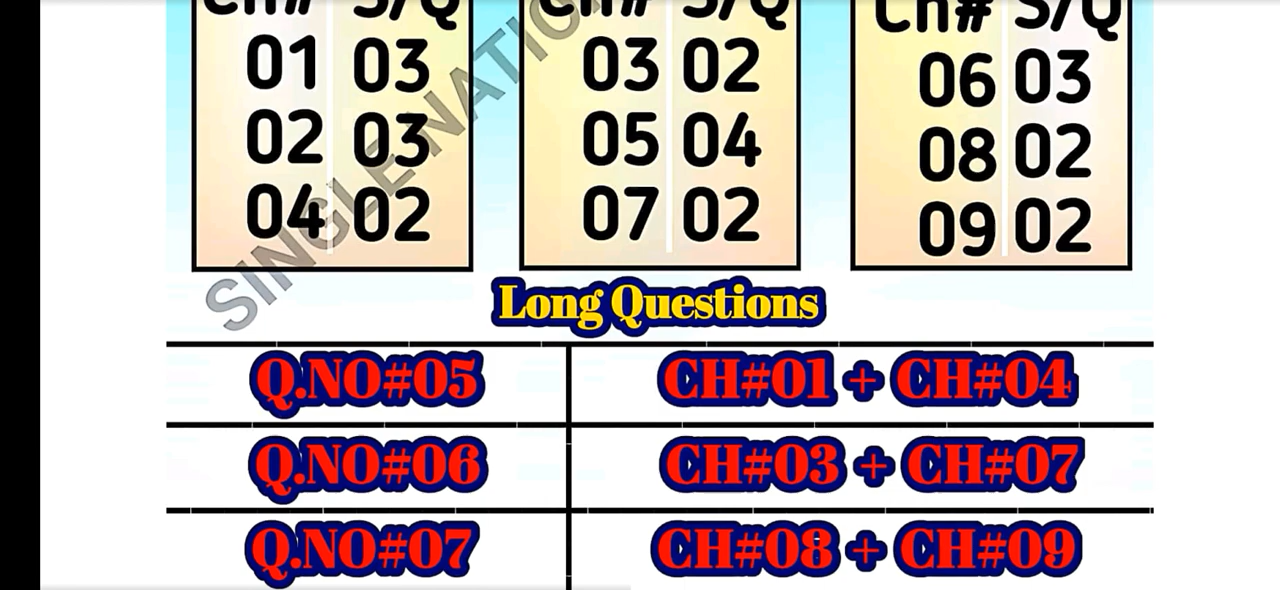 Ch# S/Q
01 03
02 03
04 02
Ch# S/Q
03 02
05 04
07 02
Ch# S/Q
06 03
08 02
09 02
SINGLE NATION
Long Questions
Q.NO#05 CH#01 + CH#04
Q.NO#06 CH#03 + CH#07
Q.NO#07 CH#08 + CH#09